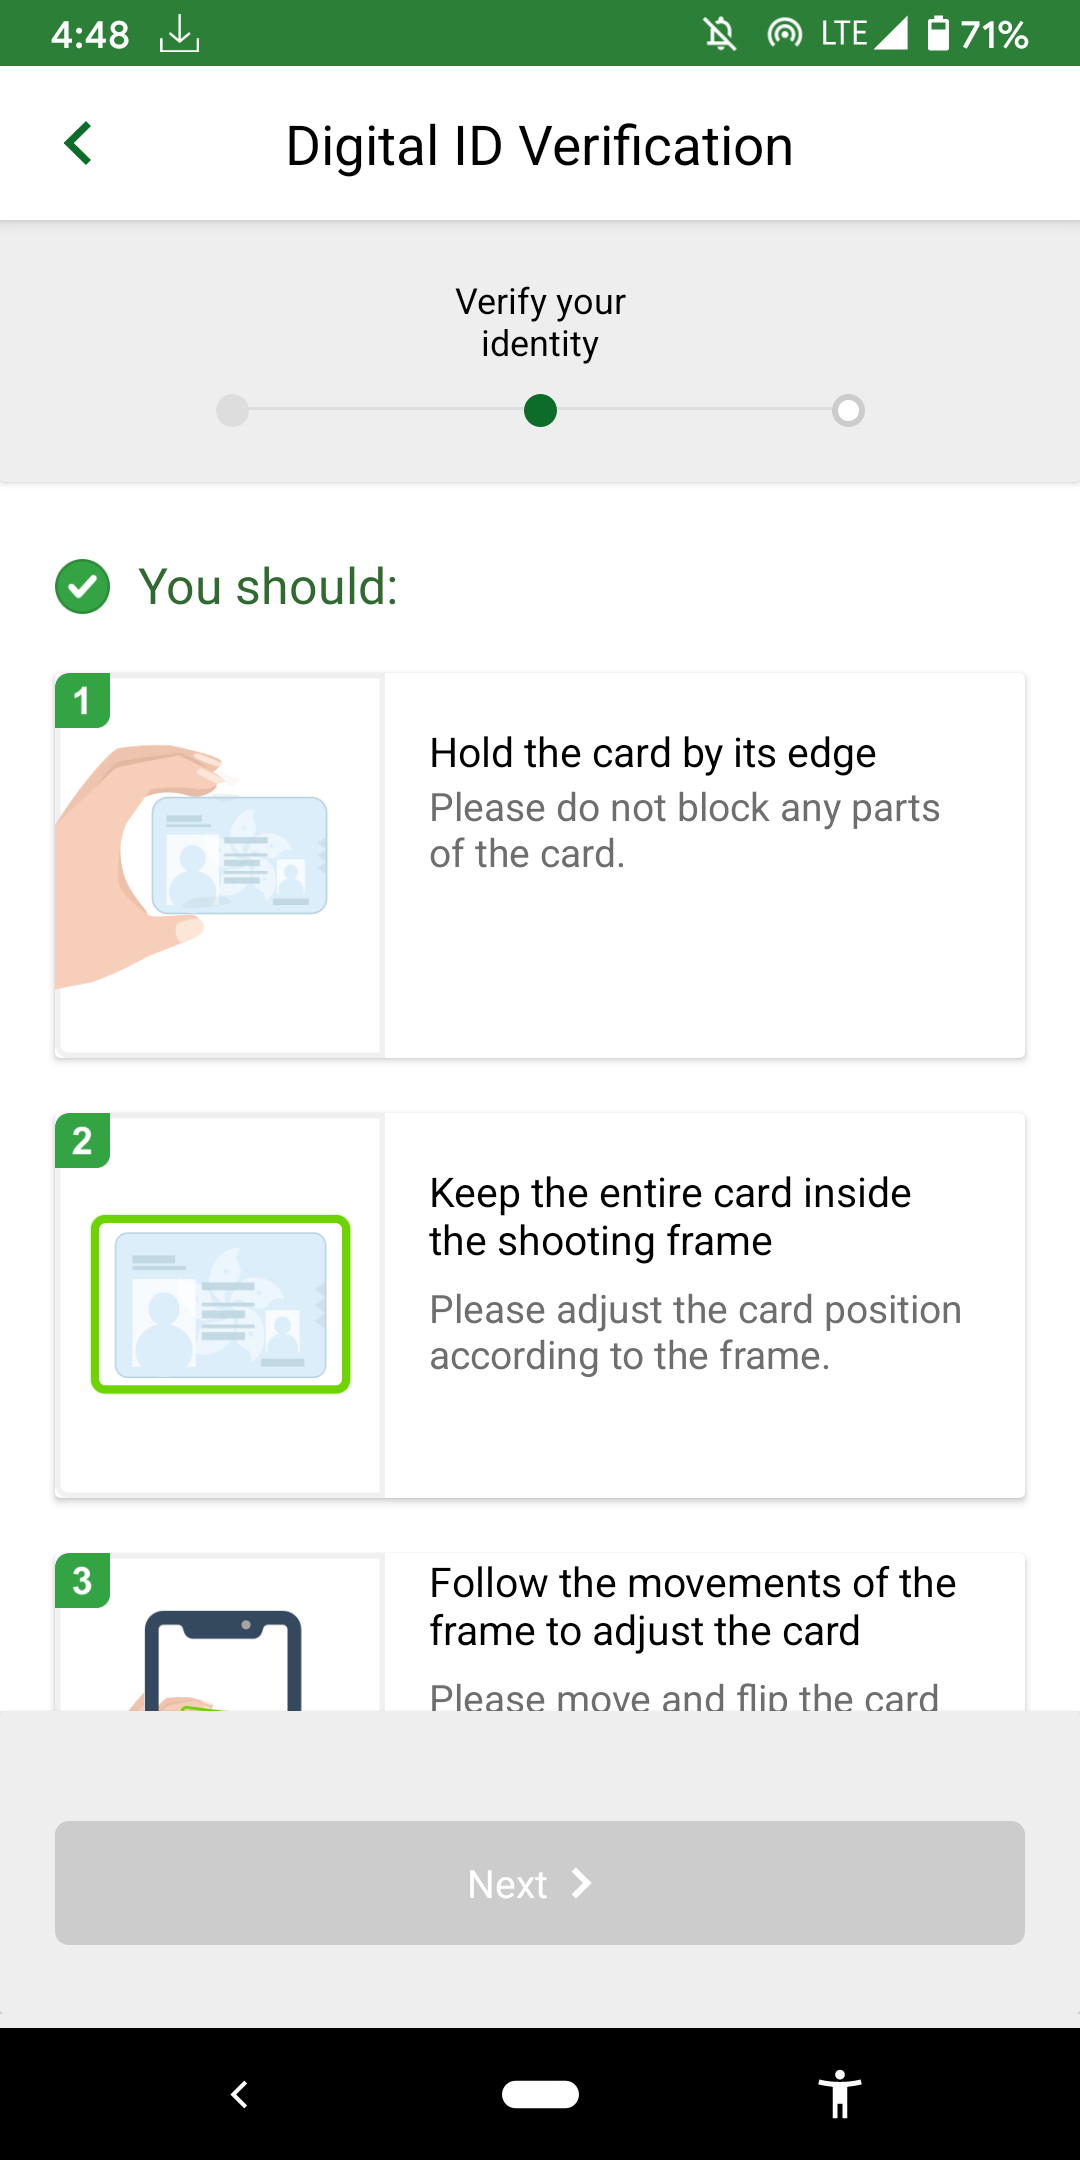 4:48 LTE 71%
Digital ID Verification
Verify your
identity
You should:
1
Hold the card by its edge
Please do not block any parts
of the card.
2
Keep the entire card inside
the shooting frame
Please adjust the card position
according to the frame.
3
Follow the movements of the
frame to adjust the card
Please move and flip the card
Next